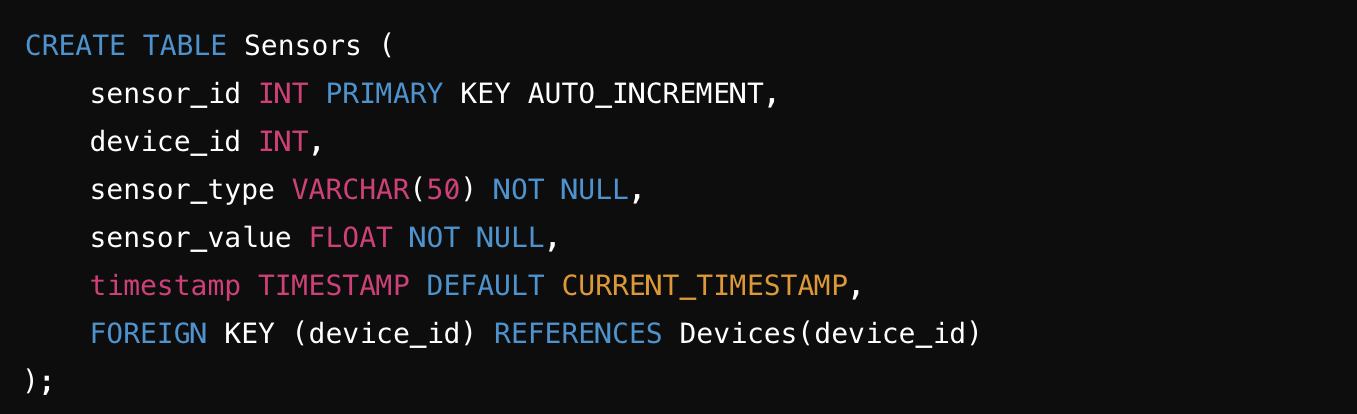 CREATE TABLE Sensors (
    sensor_id INT PRIMARY KEY AUTO_INCREMENT,
    device_id INT,
    sensor_type VARCHAR(50) NOT NULL,
    sensor_value FLOAT NOT NULL,
    timestamp TIMESTAMP DEFAULT CURRENT_TIMESTAMP,
    FOREIGN KEY (device_id) REFERENCES Devices(device_id)
);